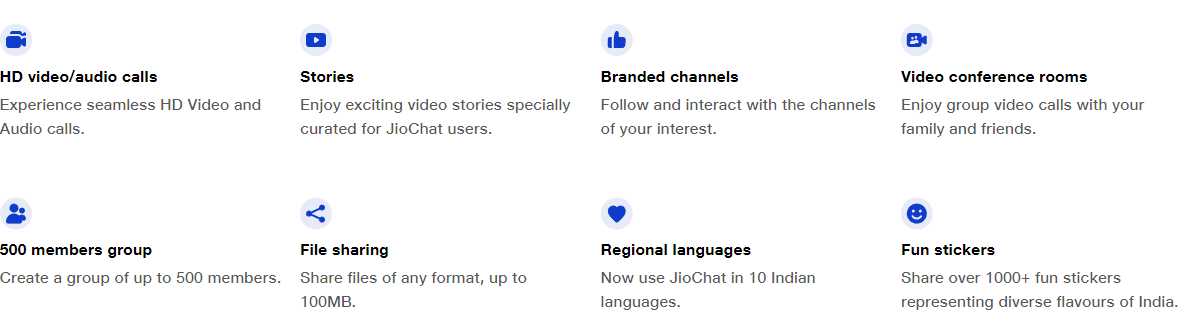 HD video/audio calls
Experience seamless HD Video and
Audio calls.
Stories
Enjoy exciting video stories specially
curated for JioChat users.
Branded channels
Follow and interact with the channels
of your interest.
Video conference rooms
Enjoy group video calls with your
family and friends.
500 members group
Create a group of up to 500 members.
File sharing
Share files of any format, up to
100MB.
Regional languages
Now use JioChat in 10 Indian
languages.
Fun stickers
Share over 1000+ fun stickers
representing diverse flavours of India.